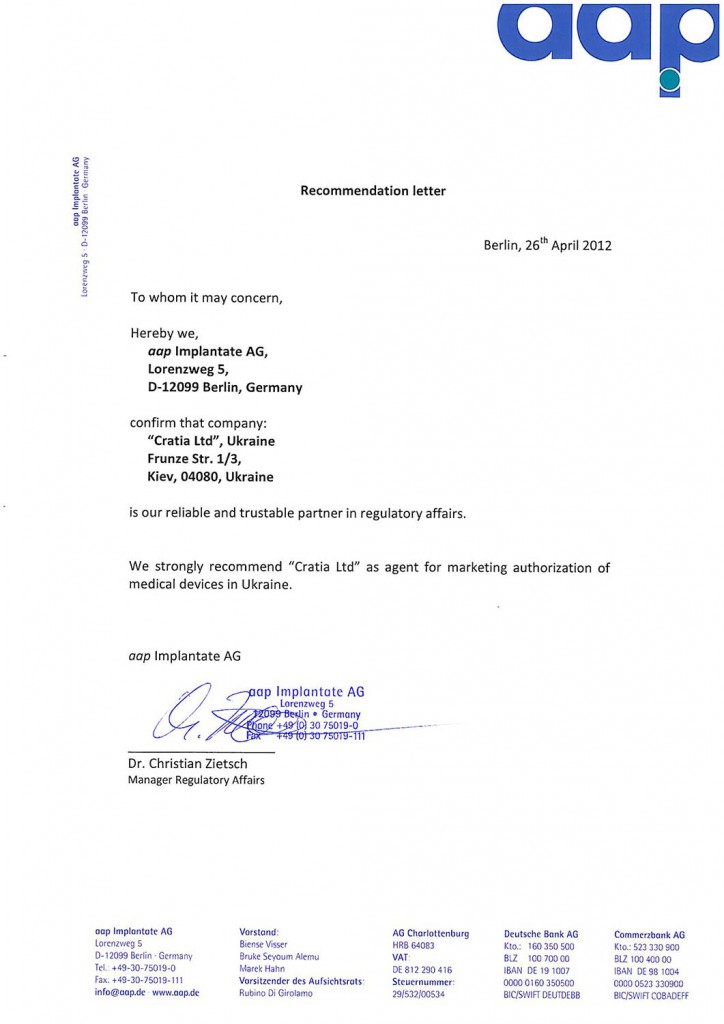 aap
aap Implantate AG
Lorenzweg 5 · D-12099 Berlin · Germany
Recommendation letter
Berlin, 26th April 2012
To whom it may concern,
Hereby we,
aap Implantate AG,
Lorenzweg 5,
D-12099 Berlin, Germany
confirm that company:
“Cratia Ltd”, Ukraine
Frunze Str. 1/3,
Kiev, 04080, Ukraine
is our reliable and trustable partner in regulatory affairs.
We strongly recommend “Cratia Ltd” as agent for marketing authorization of
medical devices in Ukraine.
aap Implantate AG
aap Implantate AG
Lorenzweg 5
12099 Berlin • Germany
Phone +49 (0) 30 75019-0
Fax +49 (0) 30 75019-111
Dr. Christian Zietsch
Manager Regulatory Affairs
aap Implantate AG
Lorenzweg 5
D-12099 Berlin · Germany
Tel.: +49-30-75019-0
Fax: +49-30-75019-111
info@aap.de · www.aap.de
Vorstand:
Biense Visser
Bruke Seyoum Alemu
Marek Hahn
Vorsitzender des Aufsichtsrats:
Rubino Di Girolamo
AG Charlottenburg
HRB 64083
VAT:
DE 812 290 416
Steuernummer:
29/532/00534
Deutsche Bank AG
Kto.: 160 350 500
BLZ 100 700 00
IBAN DE 19 1007
0000 0160 350500
BIC/SWIFT DEUTDEBB
Commerzbank AG
Kto.: 523 330 900
BLZ 100 400 00
IBAN DE 98 1004
0000 0523 330900
BIC/SWIFT COBADEFF